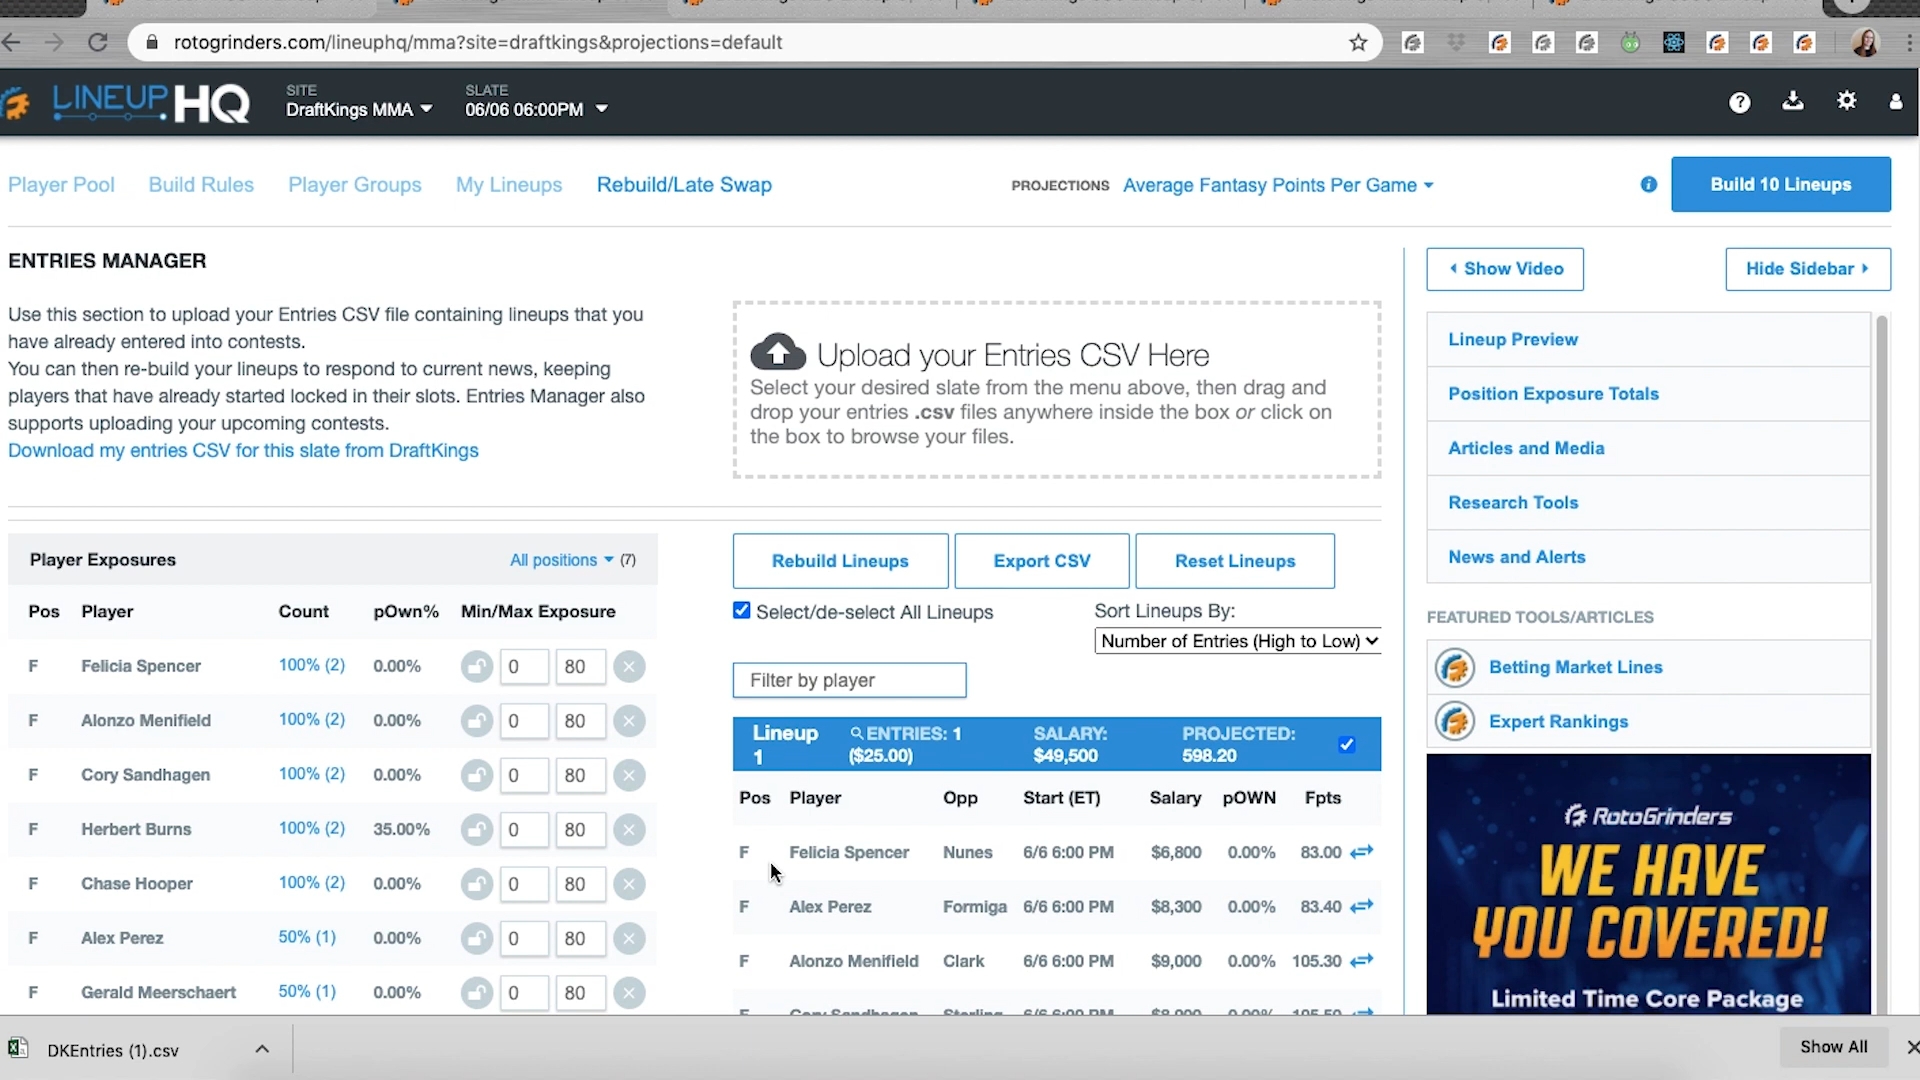 rotogrinders.com/lineuphq/mma?site=draftkings&projections=default
LINEUPHQ
SITE
DraftKings MMA
SLATE
06/06 06:00PM
Player Pool
Build Rules
Player Groups
My Lineups
Rebuild/Late Swap
PROJECTIONS
Average Fantasy Points Per Game
Build 10 Lineups
ENTRIES MANAGER
Use this section to upload your Entries CSV file containing lineups that you
have already entered into contests.
You can then re-build your lineups to respond to current news, keeping
players that have already started locked in their slots. Entries Manager also
supports uploading your upcoming contests.
Download my entries CSV for this slate from DraftKings
Upload your Entries CSV Here
Select your desired slate from the menu above, then drag and
drop your entries .csv files anywhere inside the box or click on
the box to browse your files.
Show Video
Hide Sidebar
Lineup Preview
Position Exposure Totals
Articles and Media
Research Tools
News and Alerts
FEATURED TOOLS/ARTICLES
Betting Market Lines
Expert Rankings
RotoGrinders
WE HAVE
YOU COVERED!
Limited Time Core Package
Player Exposures
All positions (7)
Pos Player Count pOwn% Min/Max Exposure
F Felicia Spencer 100% (2) 0.00% 0 80
F Alonzo Menifield 100% (2) 0.00% 0 80
F Cory Sandhagen 100% (2) 0.00% 0 80
F Herbert Burns 100% (2) 35.00% 0 80
F Chase Hooper 100% (2) 0.00% 0 80
F Alex Perez 50% (1) 0.00% 0 80
F Gerald Meerschaert 50% (1) 0.00% 0 80
Rebuild Lineups
Export CSV
Reset Lineups
Select/de-select All Lineups
Sort Lineups By:
Number of Entries (High to Low)
Filter by player
Lineup ENTRIES: 1 SALARY: PROJECTED:
1 ($25.00) $49,500 598.20
Pos Player Opp Start (ET) Salary pOWN Fpts
F Felicia Spencer Nunes 6/6 6:00 PM $6,800 0.00% 83.00
F Alex Perez Formiga 6/6 6:00 PM $8,300 0.00% 83.40
F Alonzo Menifield Clark 6/6 6:00 PM $9,000 0.00% 105.30
F Cory Sandhagen Sterling 6/6 6:00 PM 0.00% 105.50
DKEntries (1).csv
Show All